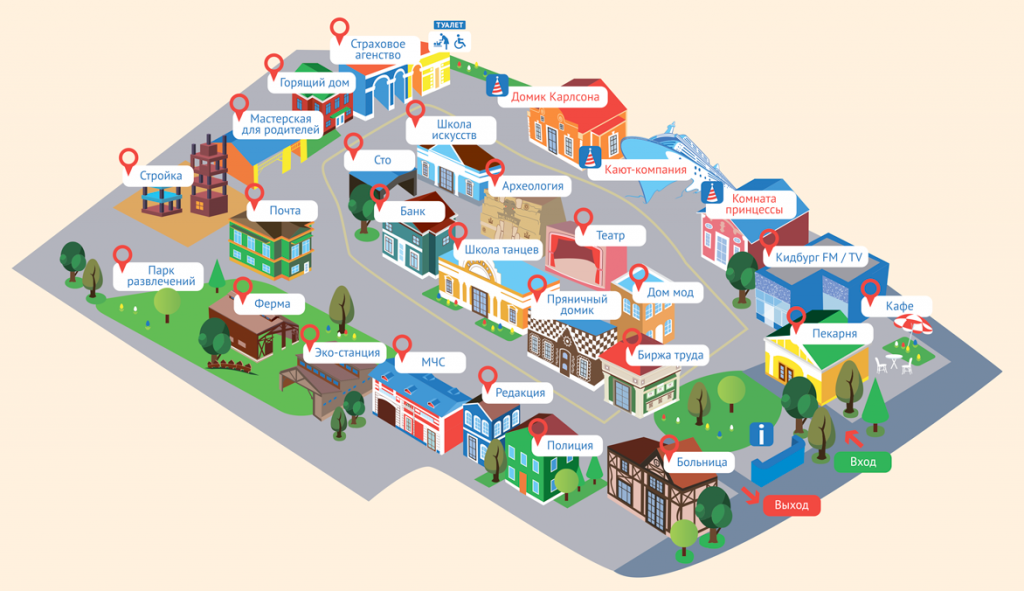 ТУАЛЕТ
Страховое
агенство
Горящий дом
Домик Карлсона
Мастерская
для родителей
Школа
искусств
Сто
Кают-компания
Стройка
Археология
Комната
принцессы
Почта
Банк
Театр
Школа танцев
Кидбург FM / TV
Парк
развлечений
Дом мод
Ферма
Пряничный
домик
Кафе
Пекарня
Эко-станция
МЧС
Биржа труда
Редакция
i
Полиция
Больница
Вход
Выход